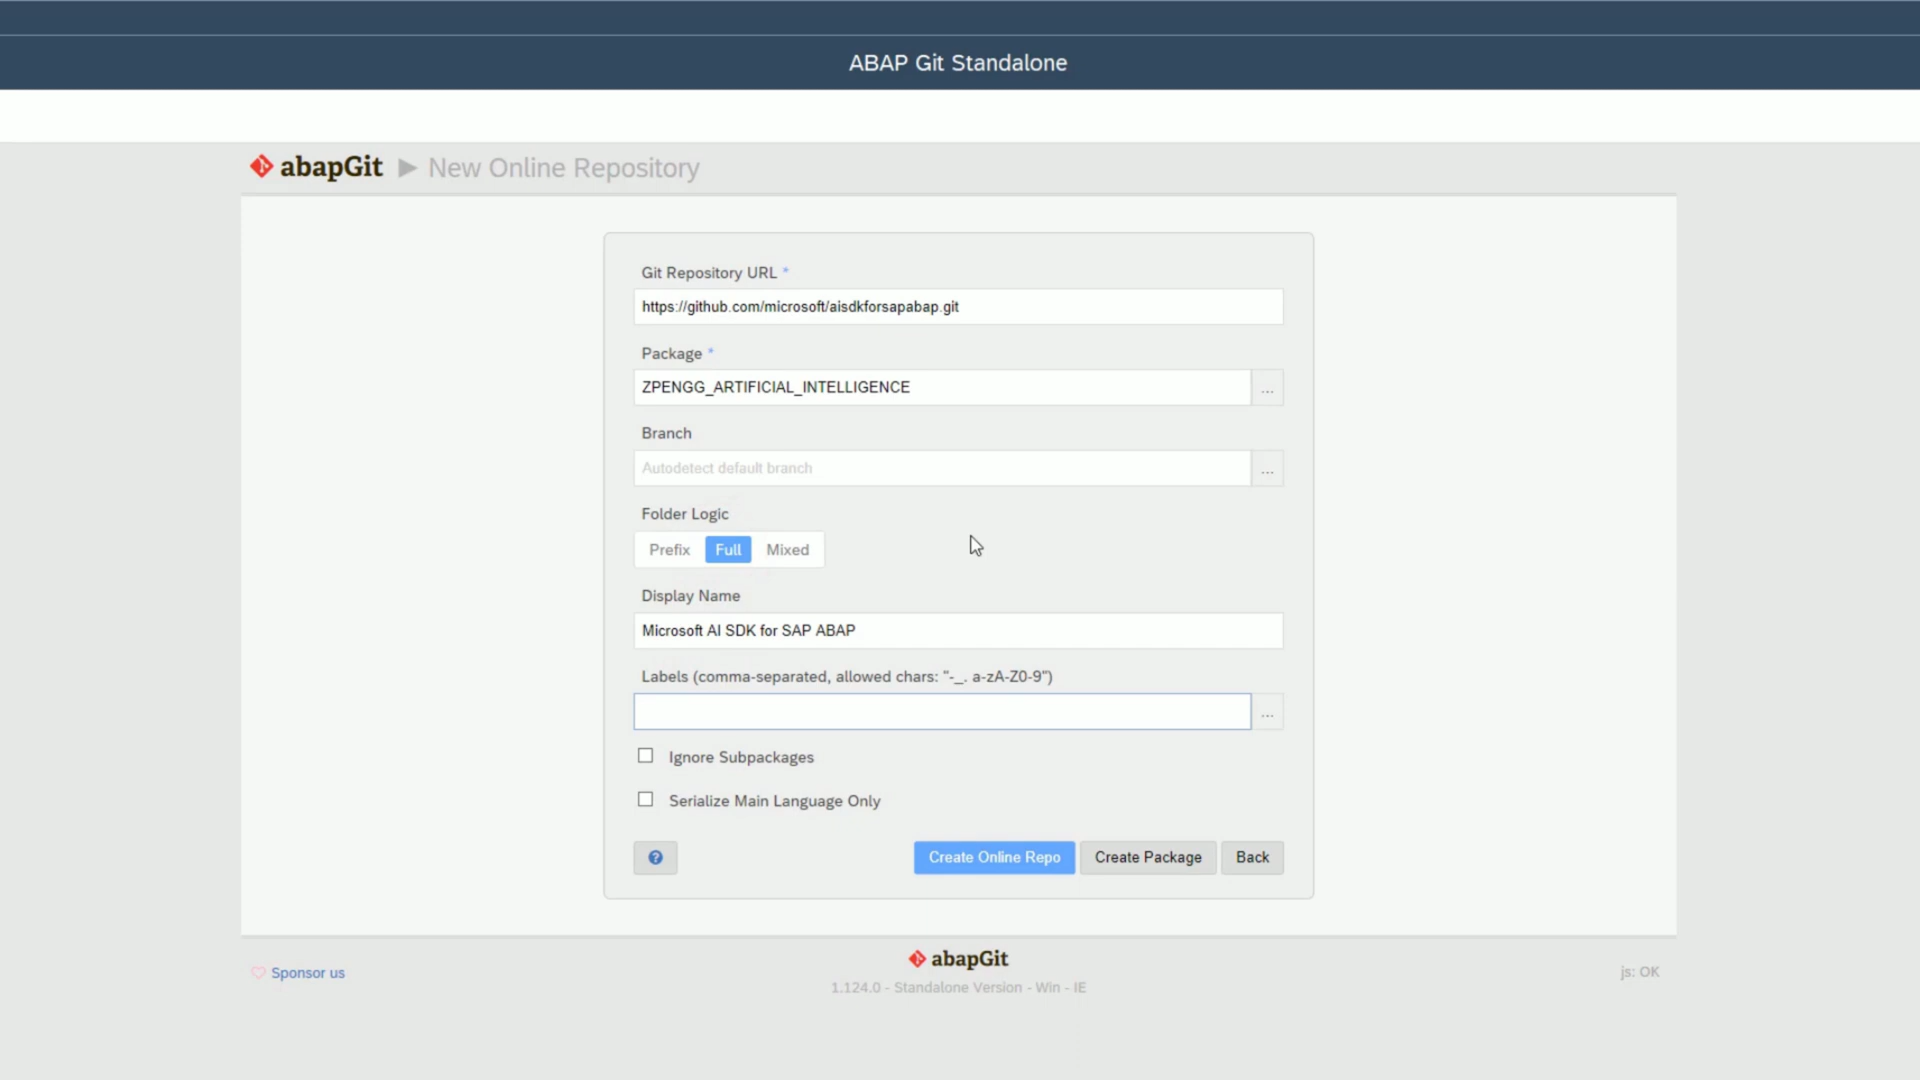 ABAP Git Standalone
abapGit ▶ New Online Repository
Git Repository URL *
https://github.com/microsoft/aisdkforsapabap.git
Package *
ZPENGG_ARTIFICIAL_INTELLIGENCE
...
Branch
Autodetect default branch
...
Folder Logic
Prefix Full Mixed
Display Name
Microsoft AI SDK for SAP ABAP
Labels (comma-separated, allowed chars: "-_. a-zA-Z0-9")
...
Ignore Subpackages
Serialize Main Language Only
? Create Online Repo Create Package Back
abapGit
Sponsor us
js: OK
1.124.0 - Standalone Version - Win - IE